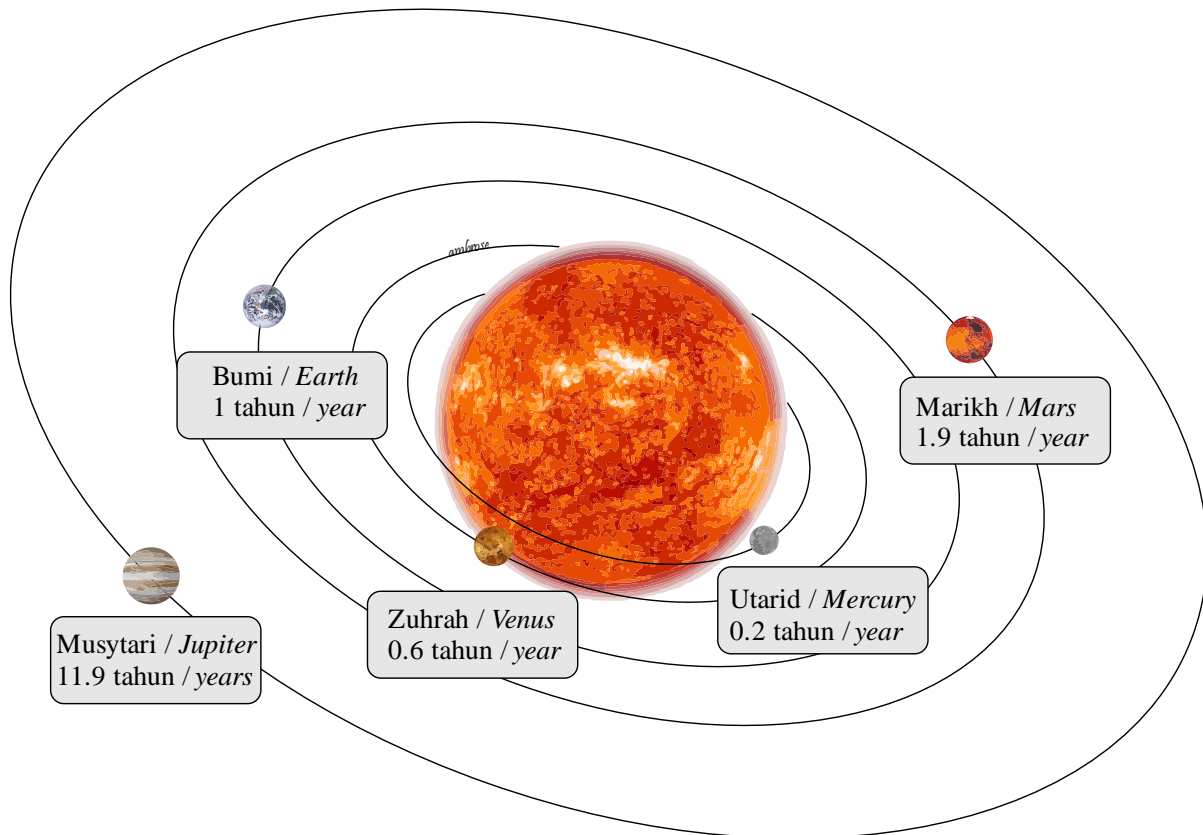 ambrose
Bumi / Earth
1 tahun / year
Marikh / Mars
1.9 tahun / year
Zuhrah / Venus
0.6 tahun / year
Utarid / Mercury
0.2 tahun / year
Musytari / Jupiter
11.9 tahun / years